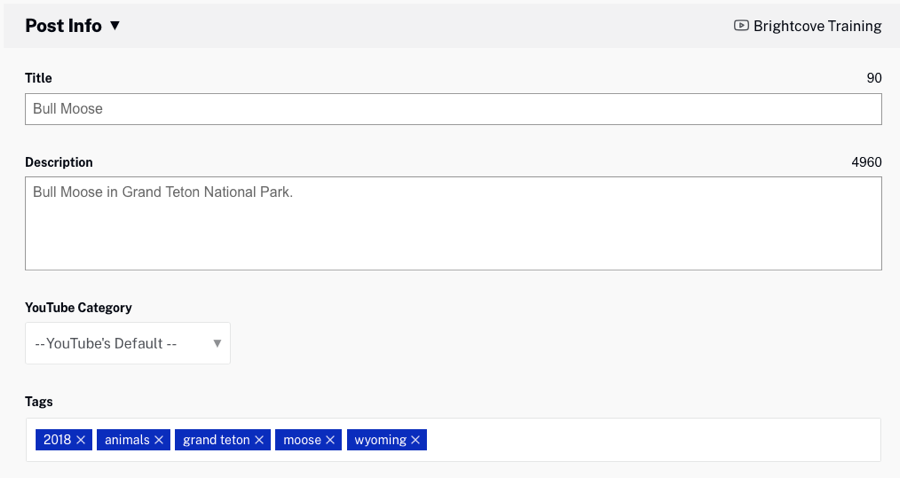 Post Info ▼ Brightcove Training
Title 90
Bull Moose
Description 4960
Bull Moose in Grand Teton National Park.
YouTube Category
-- YouTube's Default -- ▼
Tags
2018 × animals × grand teton × moose × wyoming ×